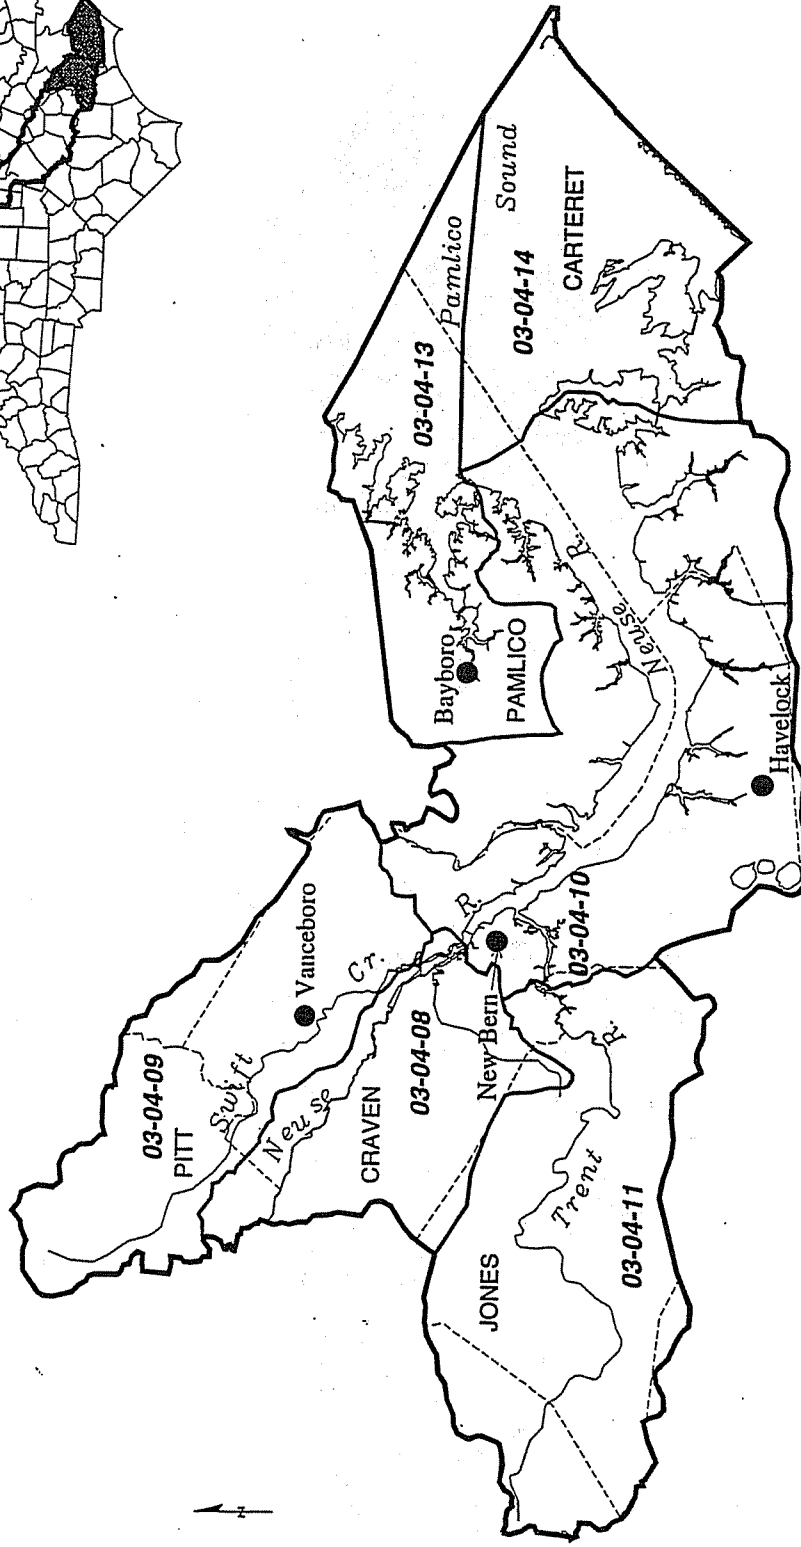 03-04-09
PITT
Swift
Cr.
Vanceboro
Neuse
R.
CRAVEN
03-04-08
New Bern
03-04-10
JONES
Trent
R.
03-04-11
Bayboro
PAMLICO
03-04-13
Pamlico
Sound
03-04-14
CARTERET
Neuse
R.
Havelock
N